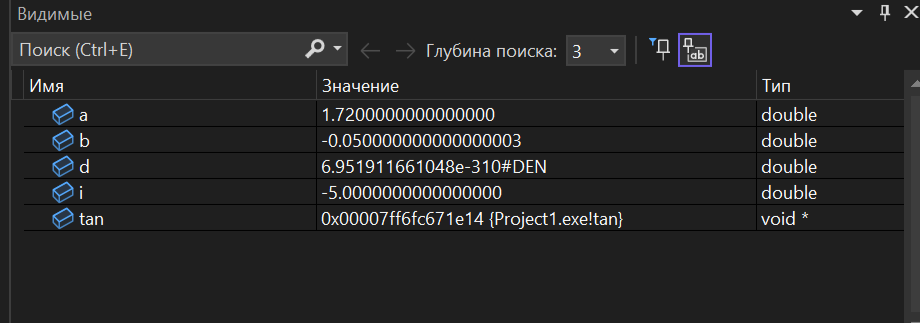 Видимые
Поиск (Ctrl+E) Глубина поиска: 3
Имя Значение Тип
a 1.7200000000000000 double
b -0.050000000000000003 double
d 6.951911661048e-310#DEN double
i -5.0000000000000000 double
tan 0x00007ff6fc671e14 {Project1.exe!tan} void *